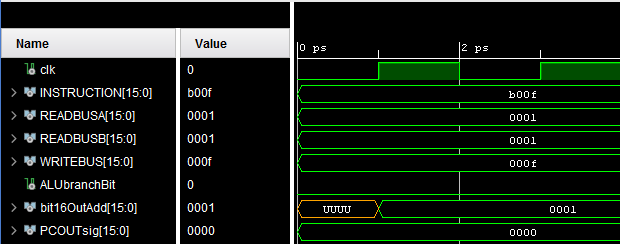 Name Value 0 ps 2 ps
clk 0
INSTRUCTION[15:0] b00f b00f
READBUSA[15:0] 0001 0001
READBUSB[15:0] 0001 0001
WRITEBUS[15:0] 000f 000f
ALUbranchBit 0
bit16OutAdd[15:0] 0001 UUUU 0001
PCOUTsig[15:0] 0000 0000